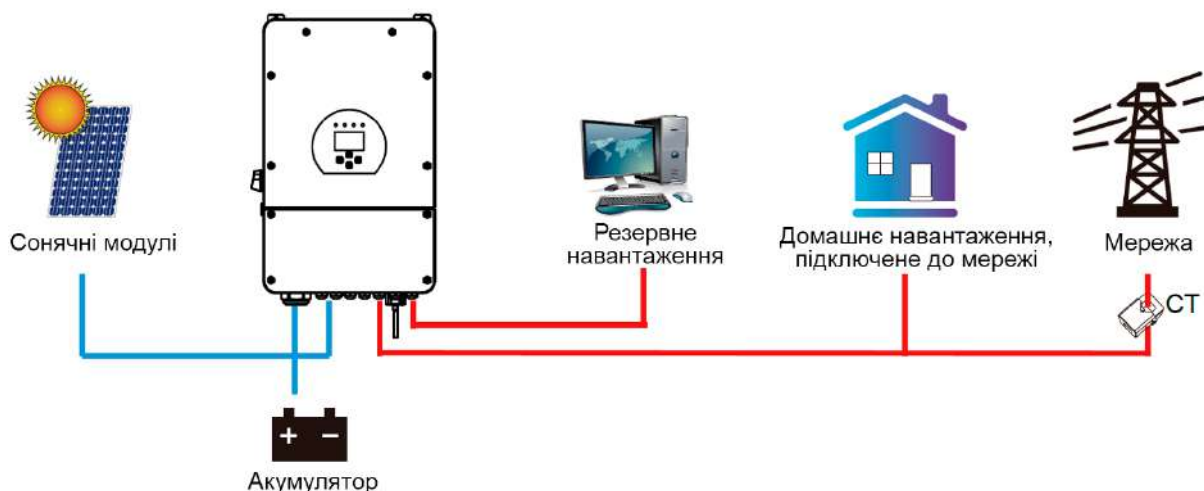 Сонячні модулі
Резервне
навантаження
Домашнє навантаження,
підключене до мережі
Мережа
CT
Акумулятор